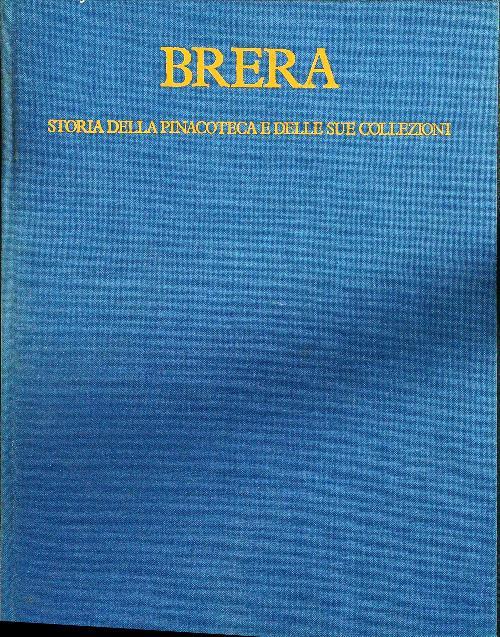 BRERA
STORIA DELLA PINACOTECA E DELLE SUE COLLEZIONI